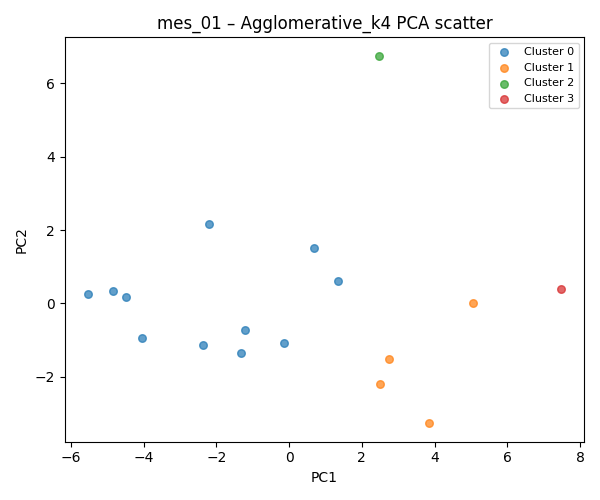 mes_01 – Agglomerative_k4 PCA scatter
Cluster 0
Cluster 1
Cluster 2
Cluster 3
PC2
6
4
2
0
−2
−6 −4 −2 0 2 4 6 8
PC1